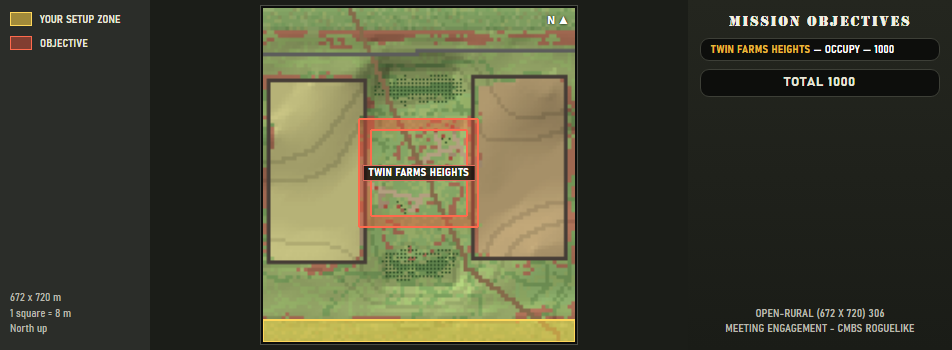 YOUR SETUP ZONE
OBJECTIVE
672 x 720 m
1 square = 8 m
North up
N
TWIN FARMS HEIGHTS
MISSION OBJECTIVES
TWIN FARMS HEIGHTS — OCCUPY — 1000
TOTAL 1000
OPEN-RURAL (672 X 720) 306
MEETING ENGAGEMENT - CMBS ROGUELIKE